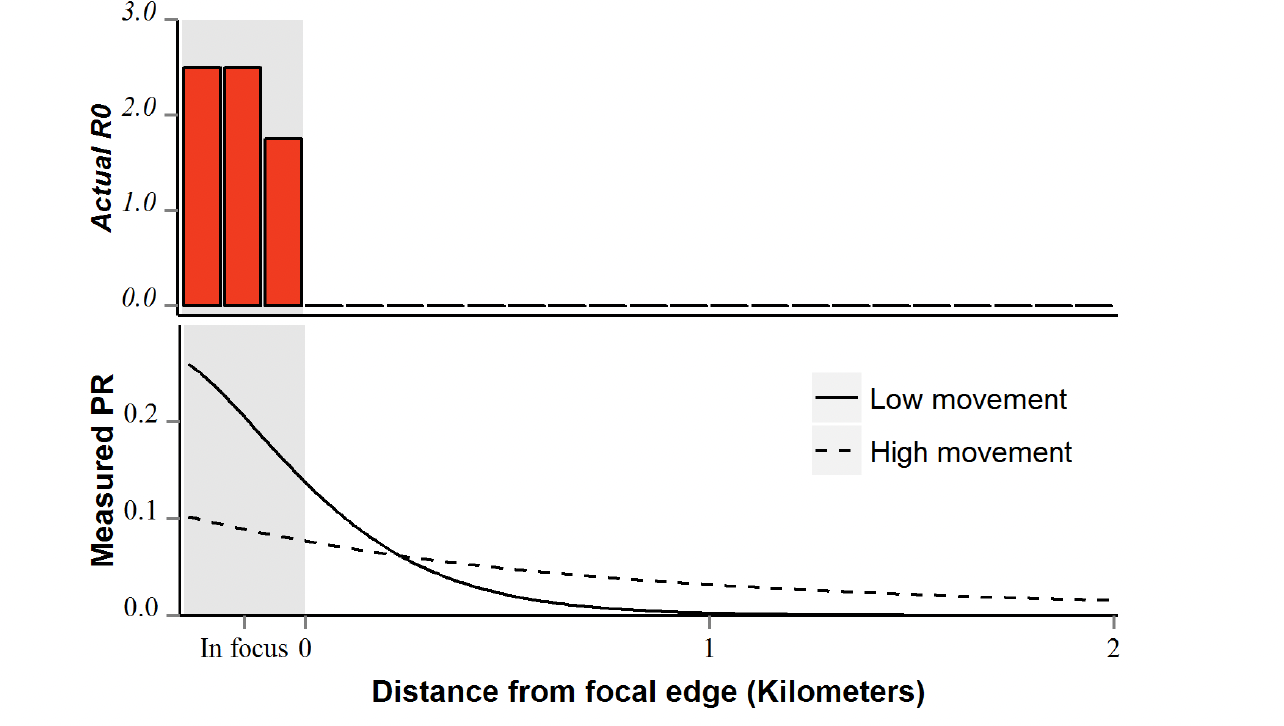 3.0
2.0
1.0
0.0
Actual R0
0.2
0.1
0.0
Measured PR
Low movement
High movement
In focus 0 1 2
Distance from focal edge (Kilometers)